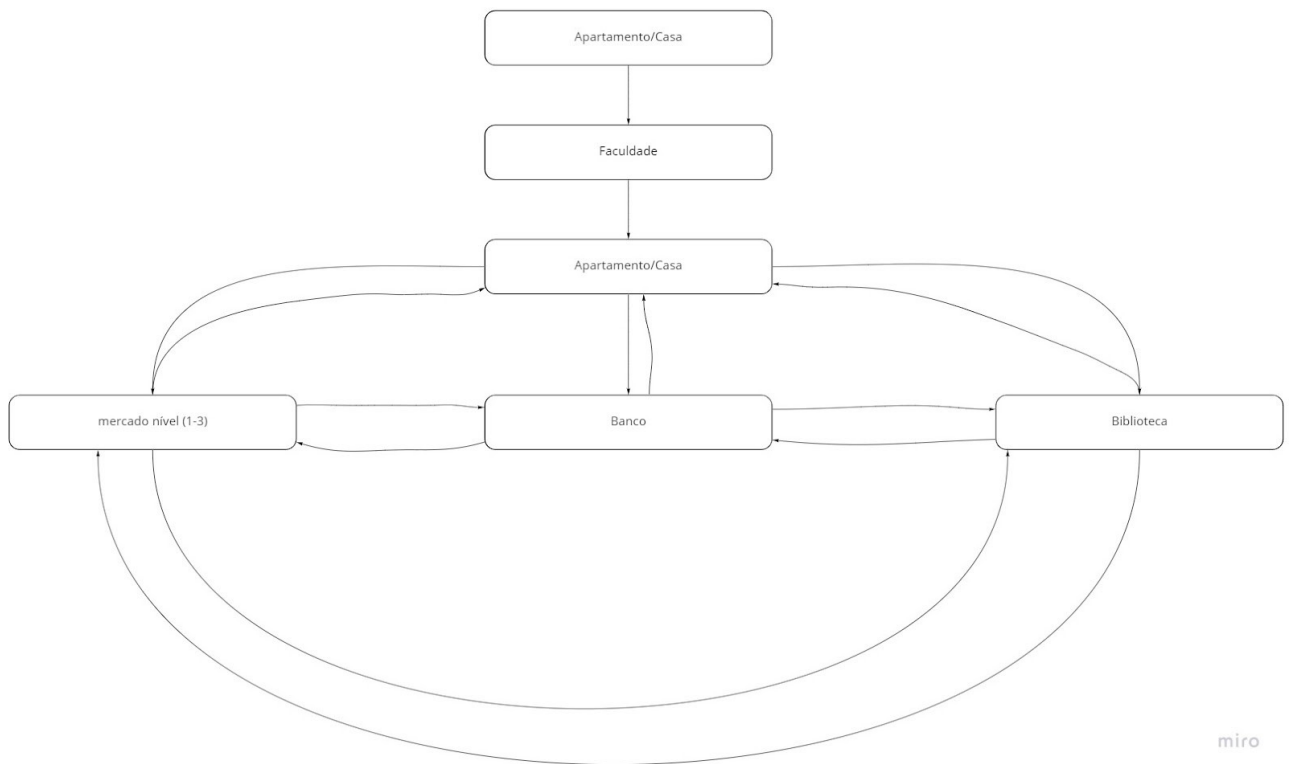 Apartamento/Casa
Faculdade
Apartamento/Casa
mercado nível (1-3)
Banco
Biblioteca
miro